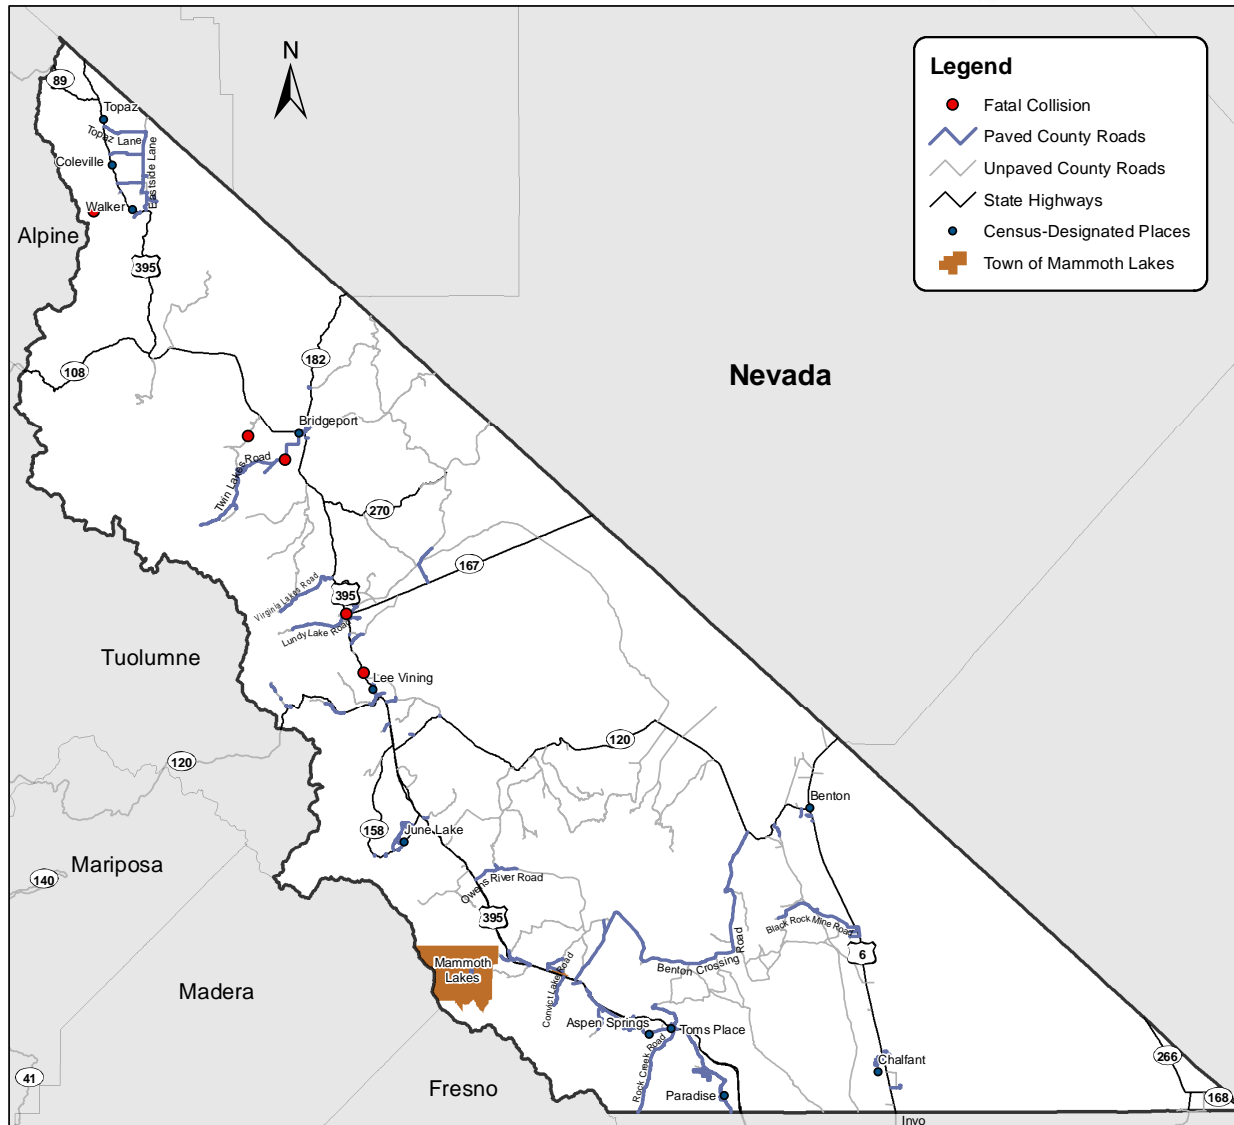 N
Legend
Fatal Collision
Paved County Roads
Unpaved County Roads
State Highways
Census-Designated Places
Town of Mammoth Lakes
89
Topaz
Topaz Lane
Eastside Lane
Coleville
Walker
Alpine
395
108
182
Nevada
Bridgeport
Twin Lakes Road
270
167
Virginia Lakes Road
395
Lundy Lake Road
Tuolumne
Lee Vining
120
120
Benton
158
June Lake
Mariposa
140
Owens River Road
395
Black Rock Mine Road
6
Mammoth
Lakes
Benton Crossing Road
Convict Lake Road
Madera
Aspen Springs
Toms Place
Rock Creek Road
Chalfant
266
41
Fresno
Paradise
168
Inyo